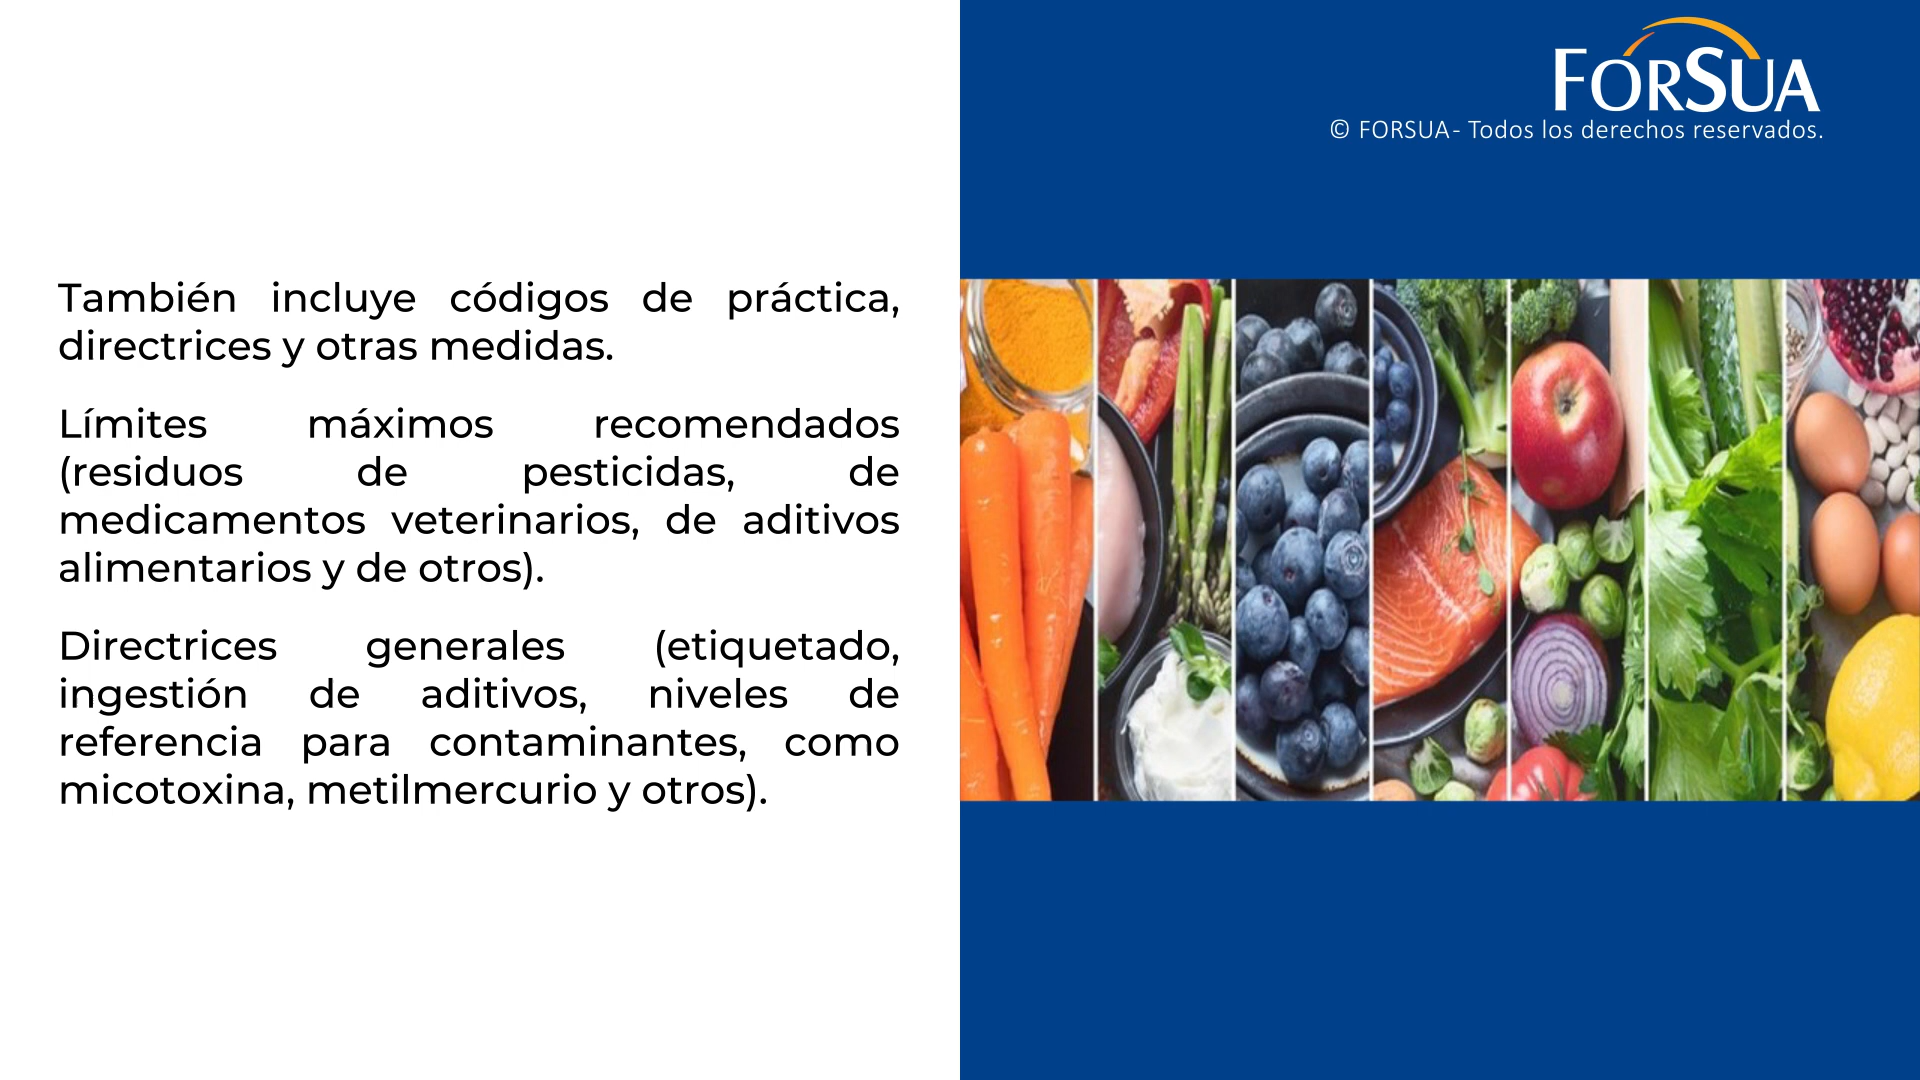 FORSUA
© FORSUA- Todos los derechos reservados.
También incluye códigos de práctica,
directrices y otras medidas.
Límites máximos recomendados
(residuos de pesticidas, de
medicamentos veterinarios, de aditivos
alimentarios y de otros).
Directrices generales (etiquetado,
ingestión de aditivos, niveles de
referencia para contaminantes, como
micotoxina, metilmercurio y otros).